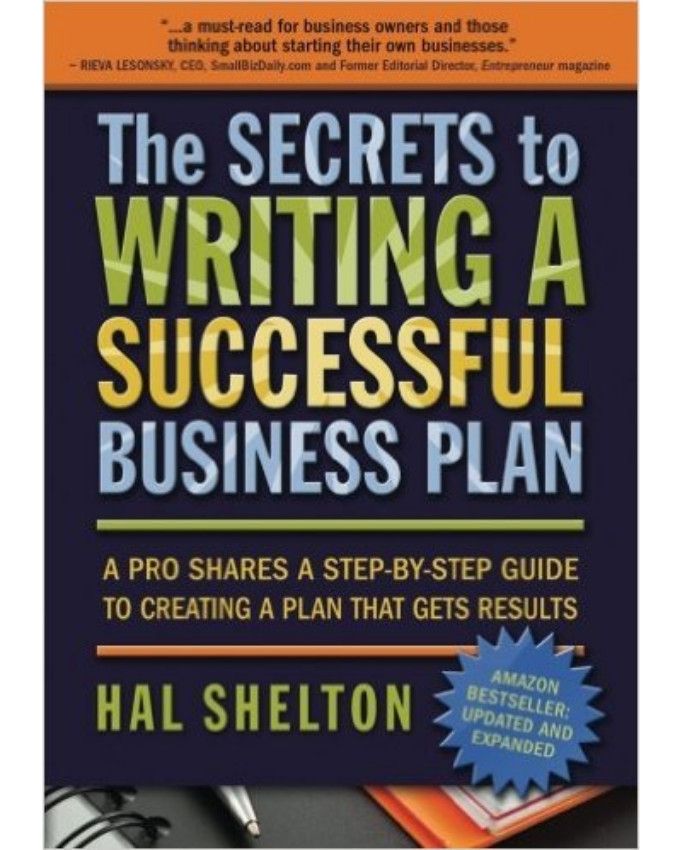 "...a must-read for business owners and those
thinking about starting their own businesses."
– RIEVA LESONSKY, CEO, SmallBizDaily.com and Former Editorial Director, Entrepreneur magazine
The SECRETS to
WRITING A
SUCCESSFUL
BUSINESS PLAN
A PRO SHARES A STEP-BY-STEP GUIDE
TO CREATING A PLAN THAT GETS RESULTS
HAL SHELTON
AMAZON
BESTSELLER:
UPDATED AND
EXPANDED